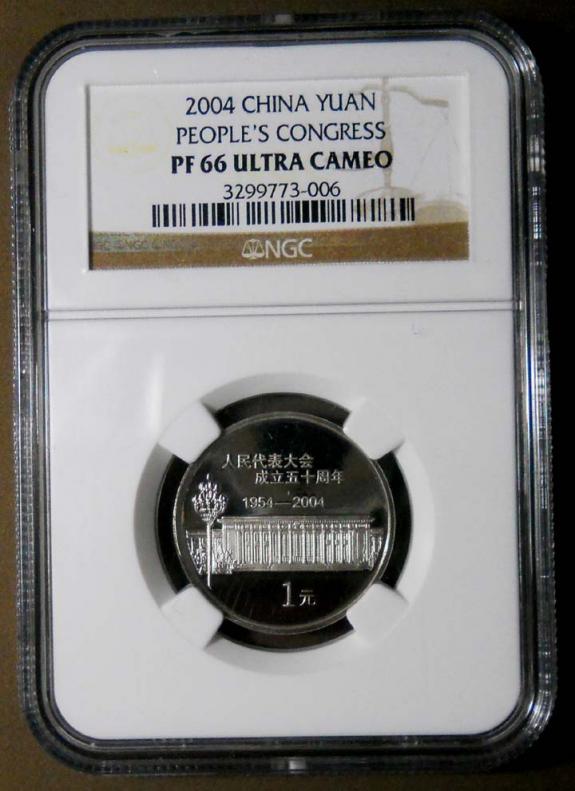 2004 CHINA YUAN
PEOPLE'S CONGRESS
PF 66 ULTRA CAMEO
3299773-006
NGC
人民代表大会
成立五十周年
1954—2004
1元